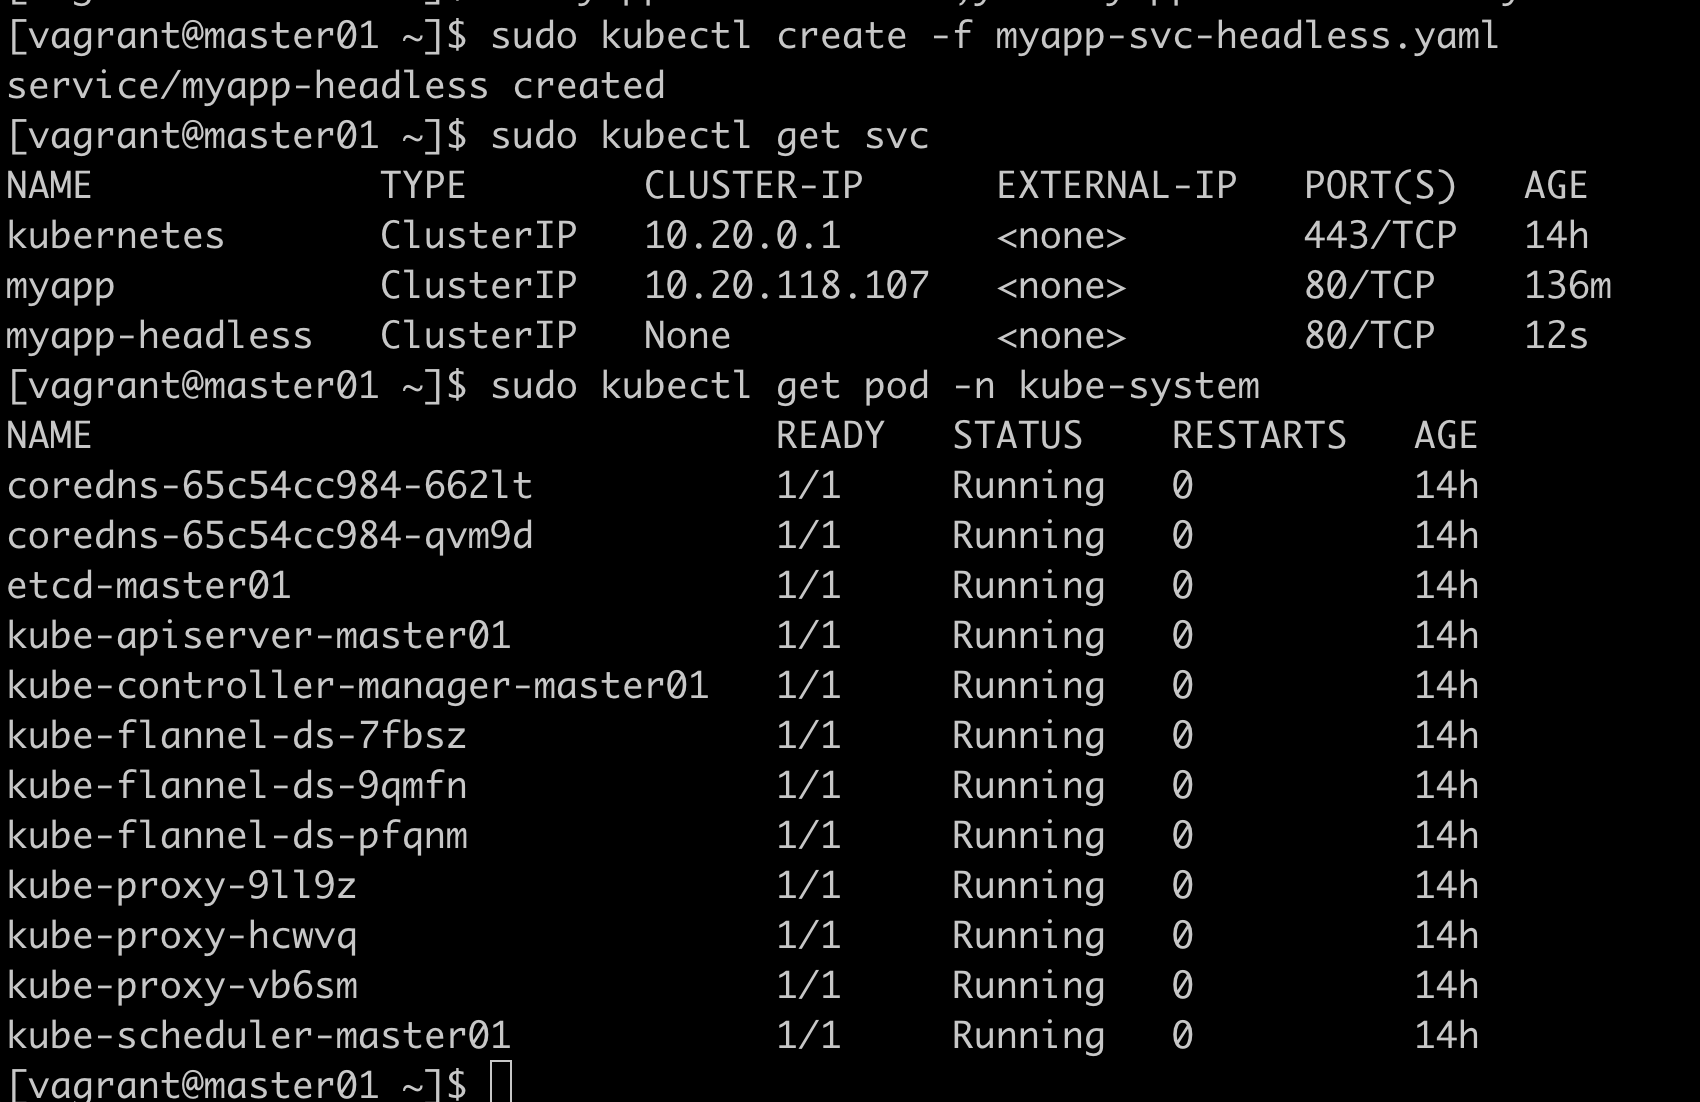 [vagrant@master01 ~]$ sudo kubectl create -f myapp-svc-headless.yaml
service/myapp-headless created
[vagrant@master01 ~]$ sudo kubectl get svc
NAME             TYPE        CLUSTER-IP      EXTERNAL-IP   PORT(S)   AGE
kubernetes       ClusterIP   10.20.0.1       <none>        443/TCP   14h
myapp            ClusterIP   10.20.118.107   <none>        80/TCP    136m
myapp-headless   ClusterIP   None            <none>        80/TCP    12s
[vagrant@master01 ~]$ sudo kubectl get pod -n kube-system
NAME                               READY   STATUS    RESTARTS   AGE
coredns-65c54cc984-662lt           1/1     Running   0          14h
coredns-65c54cc984-qvm9d           1/1     Running   0          14h
etcd-master01                      1/1     Running   0          14h
kube-apiserver-master01            1/1     Running   0          14h
kube-controller-manager-master01   1/1     Running   0          14h
kube-flannel-ds-7fbsz              1/1     Running   0          14h
kube-flannel-ds-9qmfn              1/1     Running   0          14h
kube-flannel-ds-pfqnm              1/1     Running   0          14h
kube-proxy-9ll9z                   1/1     Running   0          14h
kube-proxy-hcwvq                   1/1     Running   0          14h
kube-proxy-vb6sm                   1/1     Running   0          14h
kube-scheduler-master01            1/1     Running   0          14h
[vagrant@master01 ~]$